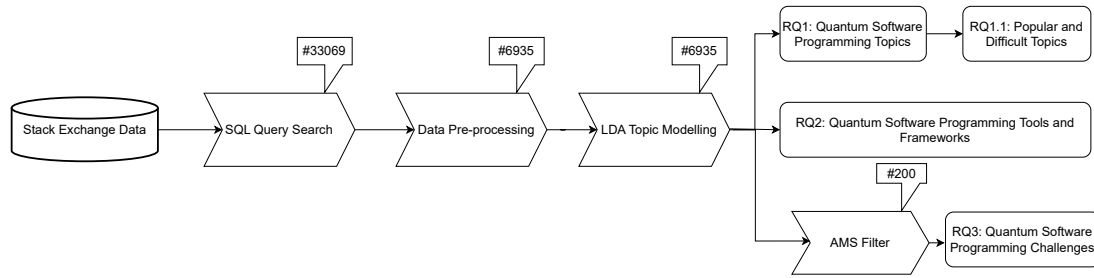 #33069
#6935
#6935
RQ1: Quantum Software
Programming Topics
RQ1.1: Popular and
Difficult Topics
Stack Exchange Data
SQL Query Search
Data Pre-processing
LDA Topic Modelling
RQ2: Quantum Software Programming Tools and
Frameworks
#200
AMS Filter
RQ3: Quantum Software
Programming Challenges